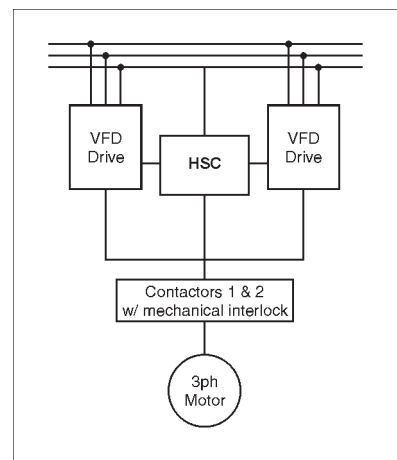 VFD
Drive
HSC
VFD
Drive
Contactors 1 & 2
w/ mechanical interlock
3ph
Motor